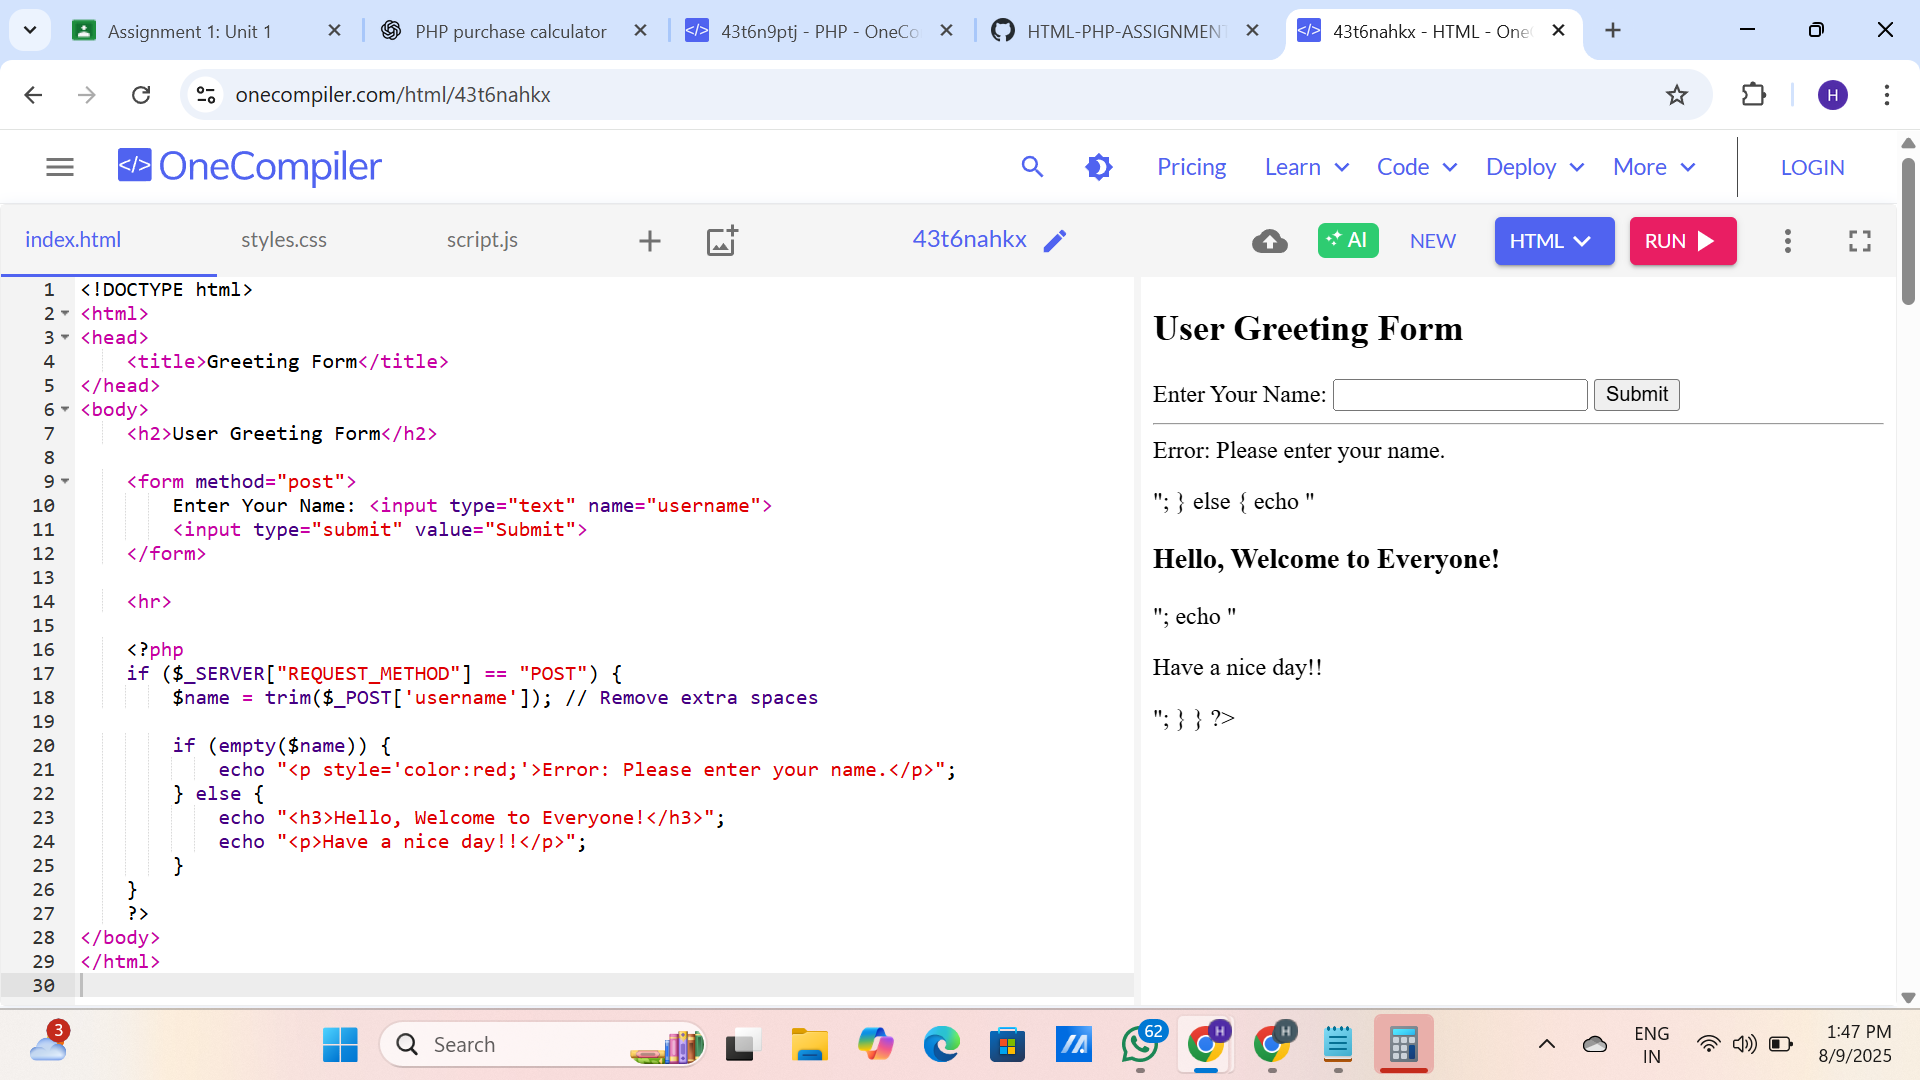 Assignment 1: Unit 1
PHP purchase calculator
43t6n9ptj - PHP - OneCo
HTML-PHP-ASSIGNMENT
43t6nahkx - HTML - One
onecompiler.com/html/43t6nahkx
H
</> OneCompiler
Pricing
Learn
Code
Deploy
More
LOGIN
index.html
styles.css
script.js
43t6nahkx
AI
NEW
HTML
RUN
1 <!DOCTYPE html>
2 <html>
3 <head>
4 <title>Greeting Form</title>
5 </head>
6 <body>
7 <h2>User Greeting Form</h2>
8
9 <form method="post">
10 Enter Your Name: <input type="text" name="username">
11 <input type="submit" value="Submit">
12 </form>
13
14 <hr>
15
16 <?php
17 if ($_SERVER["REQUEST_METHOD"] == "POST") {
18 $name = trim($_POST['username']); // Remove extra spaces
19
20 if (empty($name)) {
21 echo "<p style='color:red;'>Error: Please enter your name.</p>";
22 } else {
23 echo "<h3>Hello, Welcome to Everyone!</h3>";
24 echo "<p>Have a nice day!!</p>";
25 }
26 }
27 ?>
28 </body>
29 </html>
30
User Greeting Form
Enter Your Name: Submit
Error: Please enter your name.
"; } else { echo "
Hello, Welcome to Everyone!
"; echo "
Have a nice day!!
"; } } ?>
3
Search
62
H
H
ENG
IN
1:47 PM
8/9/2025